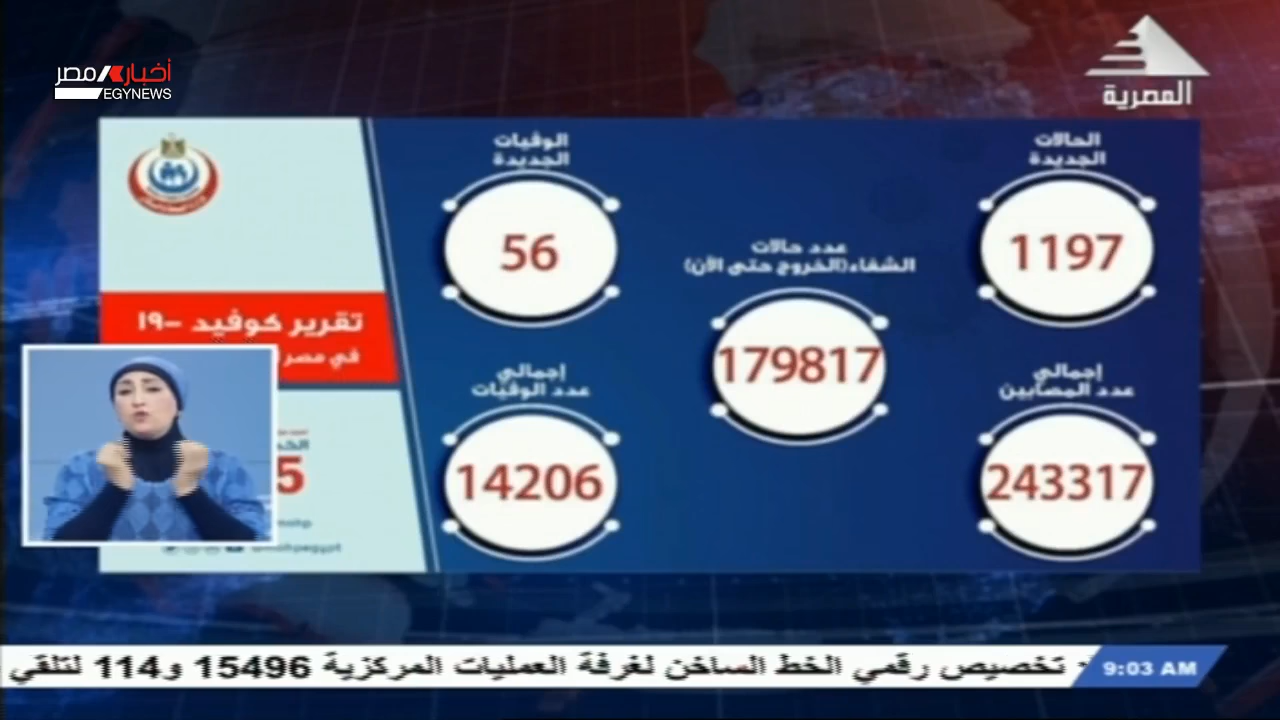 أخبار مصر
EGYNEWS
المصرية
الحالات
الجديدة
1197
الوفيات
الجديدة
56
عدد حالات
الشفاء(الخروج حتى الآن)
179817
إجمالي
عدد المصابين
243317
إجمالي
عدد الوفيات
14206
تقرير كوفيد -١٩
في مصر
5
9:03 AM
تخصيص رقمي الخط الساخن لغرفة العمليات المركزية 15496 و114 لتلقي